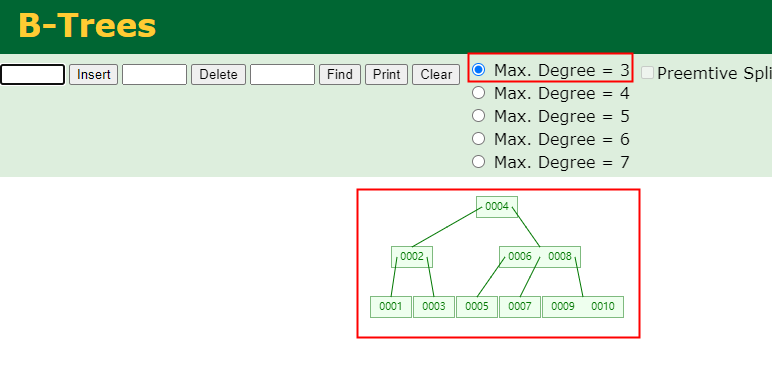 B-Trees
Insert Delete Find Print Clear
Max. Degree = 3
Max. Degree = 4
Max. Degree = 5
Max. Degree = 6
Max. Degree = 7
Preemtive Spli
0004
0002 0006 0008
0001 0003 0005 0007 0009 0010